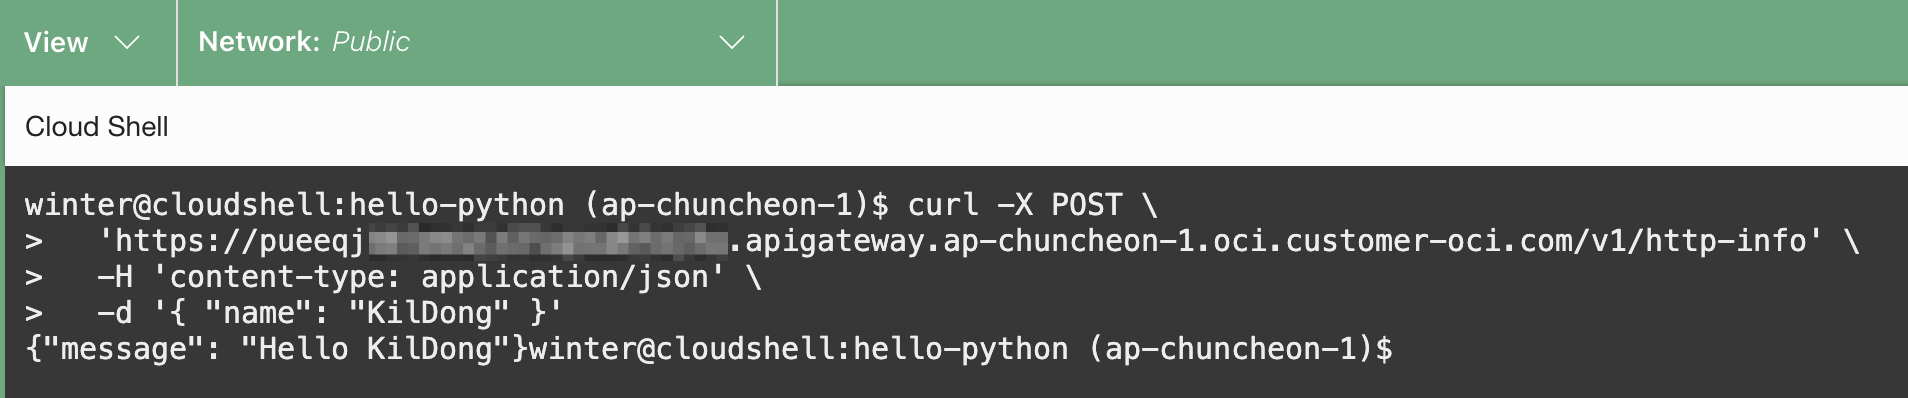 View
Network: Public
Cloud Shell
winter@cloudshell:hello-python (ap-chuncheon-1)$ curl -X POST \
>   'https://pueeqj .apigateway.ap-chuncheon-1.oci.customer-oci.com/v1/http-info' \
>   -H 'content-type: application/json' \
>   -d '{ "name": "KilDong" }'
{"message": "Hello KilDong"}winter@cloudshell:hello-python (ap-chuncheon-1)$